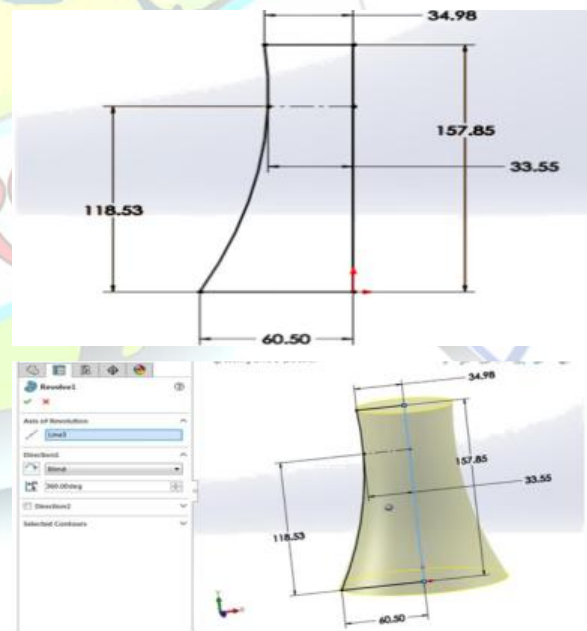 34.98
157.85
33.55
118.53
60.50
Revolve1
Axis of Revolution
Line3
Direction1
Blind
360.00deg
Direction2
Selected Contours
34.98
157.85
33.55
118.53
60.50